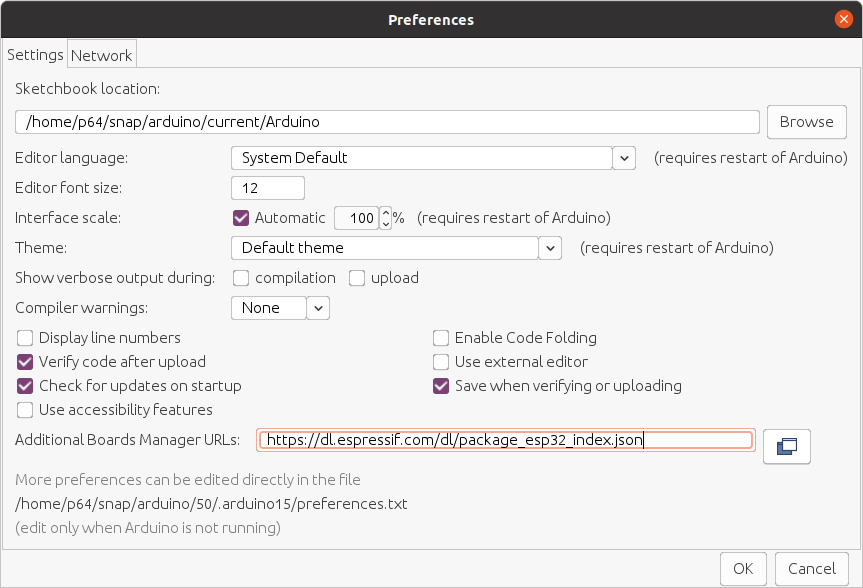 Preferences
Settings Network
Sketchbook location:
/home/p64/snap/arduino/current/Arduino Browse
Editor language: System Default (requires restart of Arduino)
Editor font size: 12
Interface scale: Automatic 100 % (requires restart of Arduino)
Theme: Default theme (requires restart of Arduino)
Show verbose output during: compilation upload
Compiler warnings: None
Display line numbers Enable Code Folding
Verify code after upload Use external editor
Check for updates on startup Save when verifying or uploading
Use accessibility features
Additional Boards Manager URLs: https://dl.espressif.com/dl/package_esp32_index.json
More preferences can be edited directly in the file
/home/p64/snap/arduino/50/.arduino15/preferences.txt
(edit only when Arduino is not running)
OK Cancel